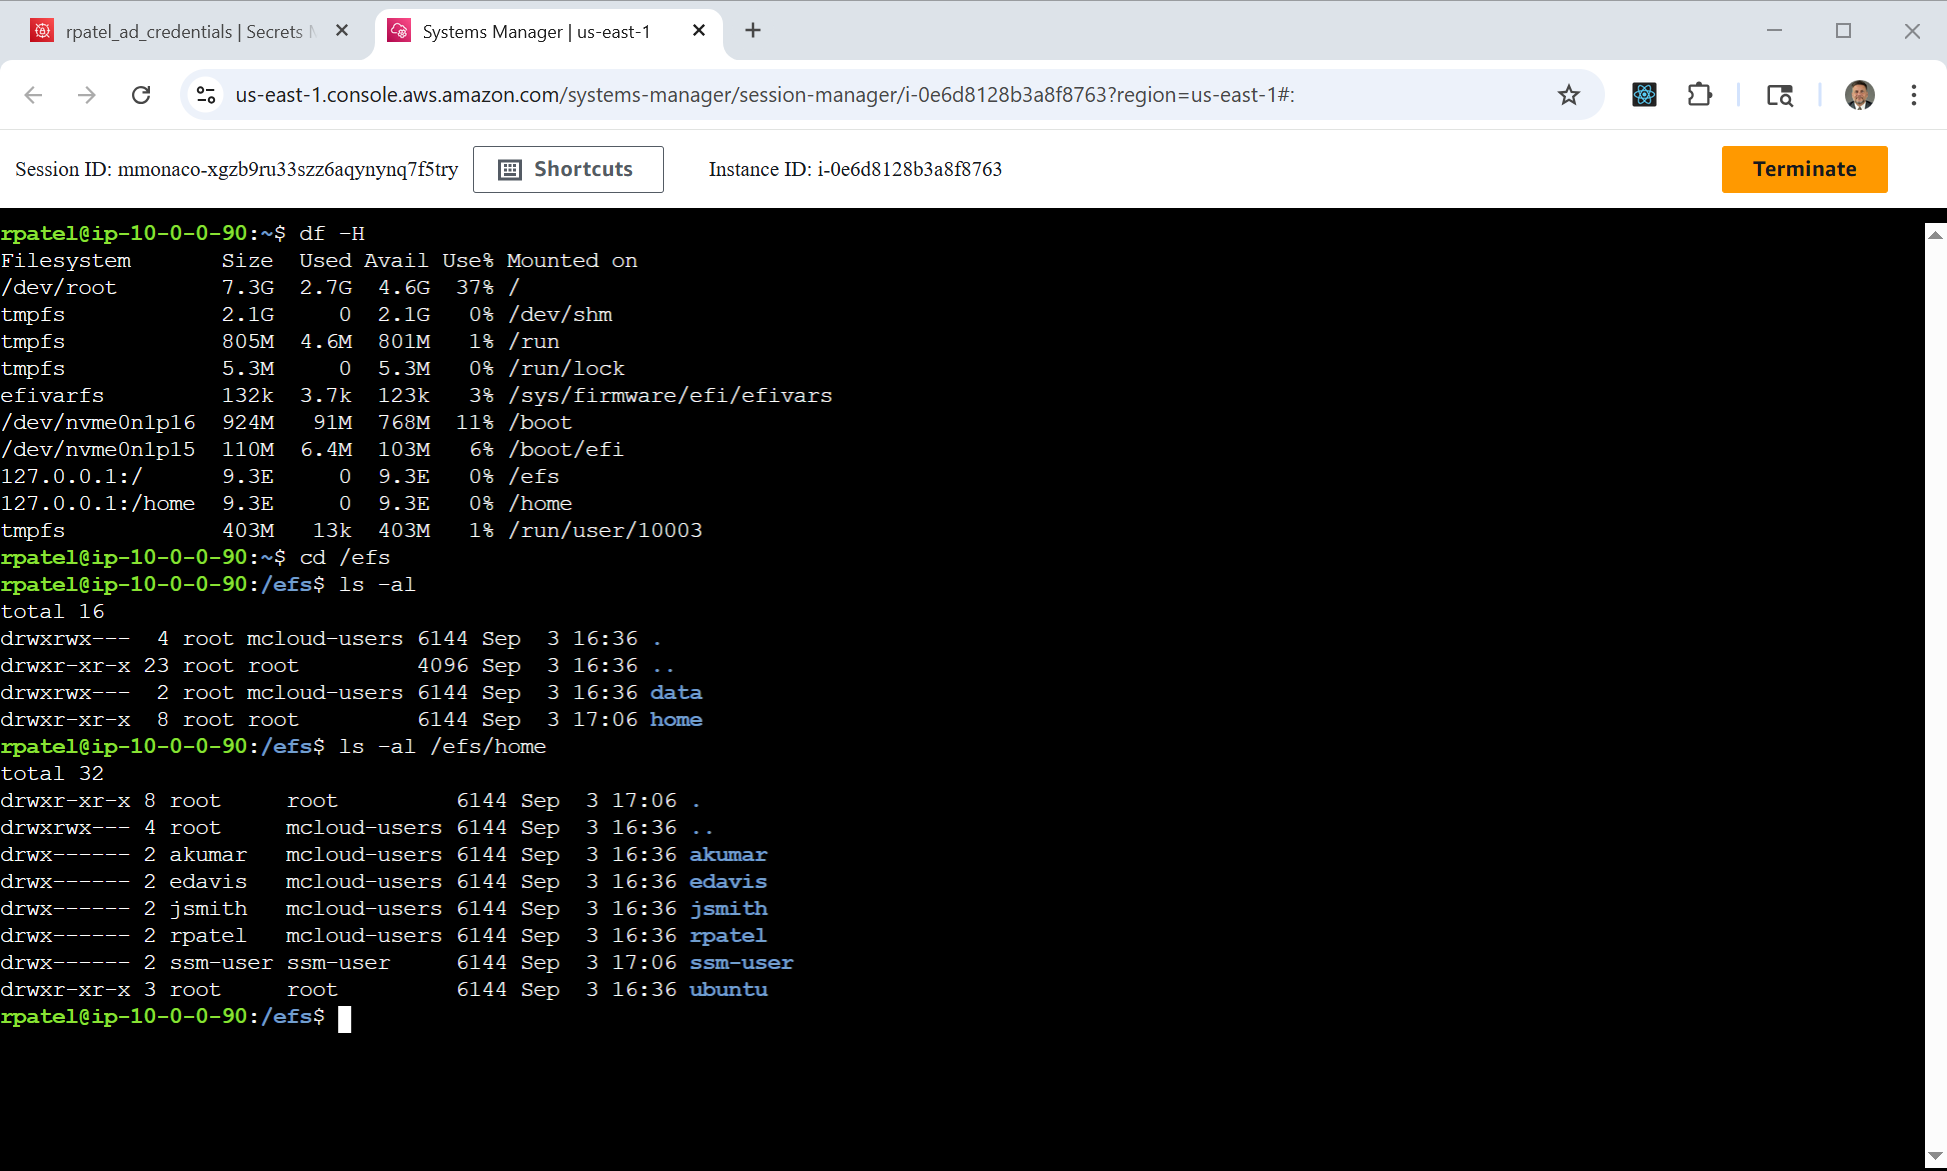 rpatel_ad_credentials | Secrets M
Systems Manager | us-east-1
us-east-1.console.aws.amazon.com/systems-manager/session-manager/i-0e6d8128b3a8f8763?region=us-east-1#:
Session ID: mmonaco-xgzb9ru33szz6aqynynq7f5try Shortcuts Instance ID: i-0e6d8128b3a8f8763 Terminate
rpatel@ip-10-0-0-90:~$ df -H
Filesystem       Size  Used Avail Use% Mounted on
/dev/root        7.3G  2.7G  4.6G  37% /
tmpfs            2.1G     0  2.1G   0% /dev/shm
tmpfs            805M  4.6M  801M   1% /run
tmpfs            5.3M     0  5.3M   0% /run/lock
efivarfs         132k  3.7k  123k   3% /sys/firmware/efi/efivars
/dev/nvme0n1p16  924M   91M  768M  11% /boot
/dev/nvme0n1p15  110M  6.4M  103M   6% /boot/efi
127.0.0.1:/      9.3E     0  9.3E   0% /efs
127.0.0.1:/home  9.3E     0  9.3E   0% /home
tmpfs            403M   13k  403M   1% /run/user/10003
rpatel@ip-10-0-0-90:~$ cd /efs
rpatel@ip-10-0-0-90:/efs$ ls -al
total 16
drwxrwx---  4 root mcloud-users 6144 Sep  3 16:36 .
drwxr-xr-x 23 root root         4096 Sep  3 16:36 ..
drwxrwx---  2 root mcloud-users 6144 Sep  3 16:36 data
drwxr-xr-x  8 root root         6144 Sep  3 17:06 home
rpatel@ip-10-0-0-90:/efs$ ls -al /efs/home
total 32
drwxr-xr-x 8 root     root         6144 Sep  3 17:06 .
drwxrwx--- 4 root     mcloud-users 6144 Sep  3 16:36 ..
drwx------ 2 akumar   mcloud-users 6144 Sep  3 16:36 akumar
drwx------ 2 edavis   mcloud-users 6144 Sep  3 16:36 edavis
drwx------ 2 jsmith   mcloud-users 6144 Sep  3 16:36 jsmith
drwx------ 2 rpatel   mcloud-users 6144 Sep  3 16:36 rpatel
drwx------ 2 ssm-user ssm-user     6144 Sep  3 17:06 ssm-user
drwxr-xr-x 3 root     root         6144 Sep  3 16:36 ubuntu
rpatel@ip-10-0-0-90:/efs$